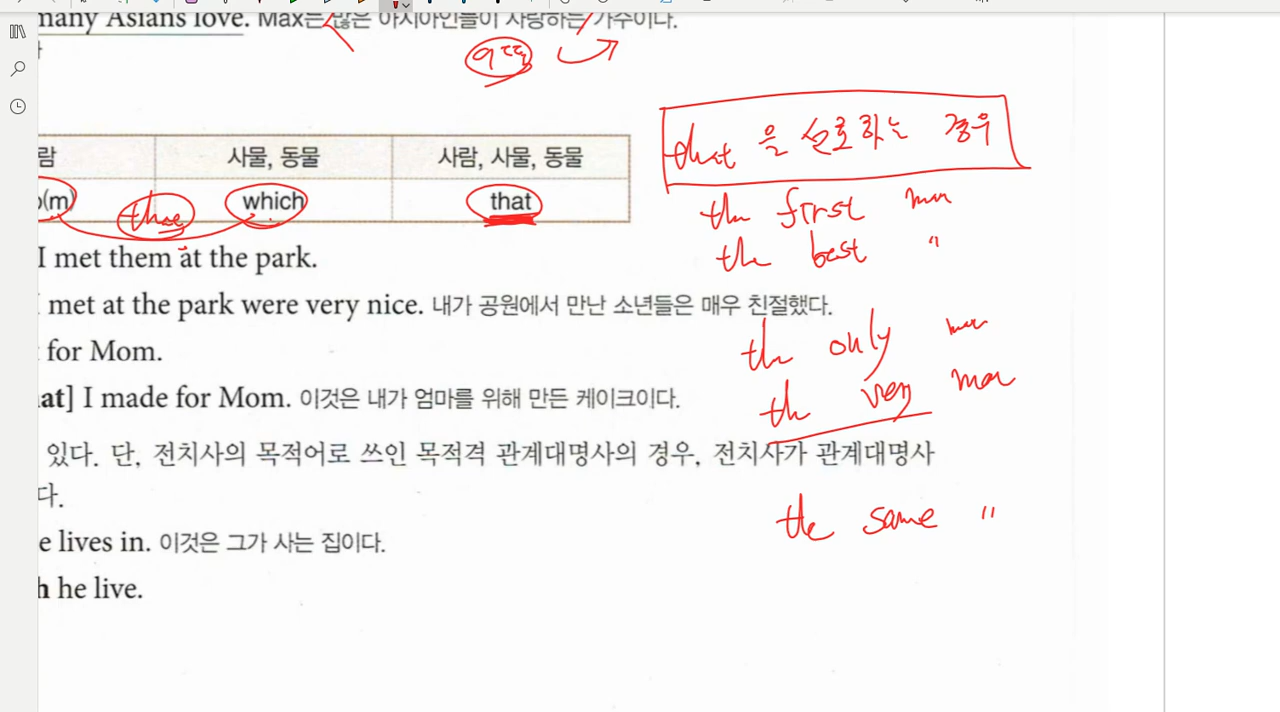 many Asians love. Max는 많은 아시아인들이 사랑하는 가수이다.
람 사물, 동물 사람, 사물, 동물
(m) which that
that 을 선호하는 경우
the first man
the best "
I met them at the park.
met at the park were very nice. 내가 공원에서 만난 소년들은 매우 친절했다.
the only man
for Mom.
at] I made for Mom. 이것은 내가 엄마를 위해 만든 케이크이다.
the very man
있다. 단, 전치사의 목적어로 쓰인 목적격 관계대명사의 경우, 전치사가 관계대명사
다.
the same "
e lives in. 이것은 그가 사는 집이다.
h he live.